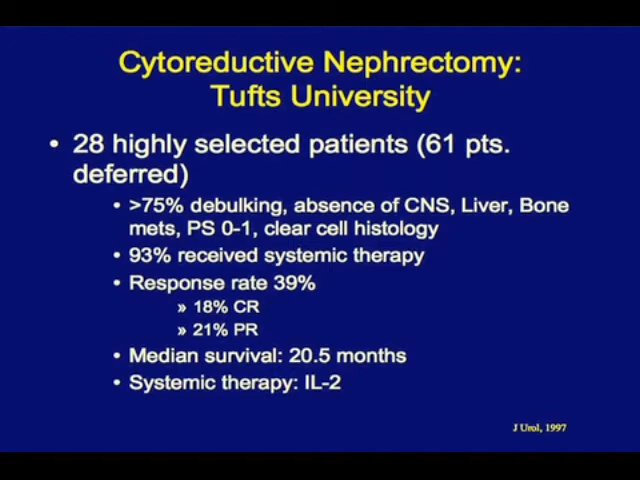 Cytoreductive Nephrectomy:
Tufts University
• 28 highly selected patients (61 pts.
deferred)
• >75% debulking, absence of CNS, Liver, Bone
mets, PS 0-1, clear cell histology
• 93% received systemic therapy
• Response rate 39%
» 18% CR
» 21% PR
• Median survival: 20.5 months
• Systemic therapy: IL-2
J Urol, 1997